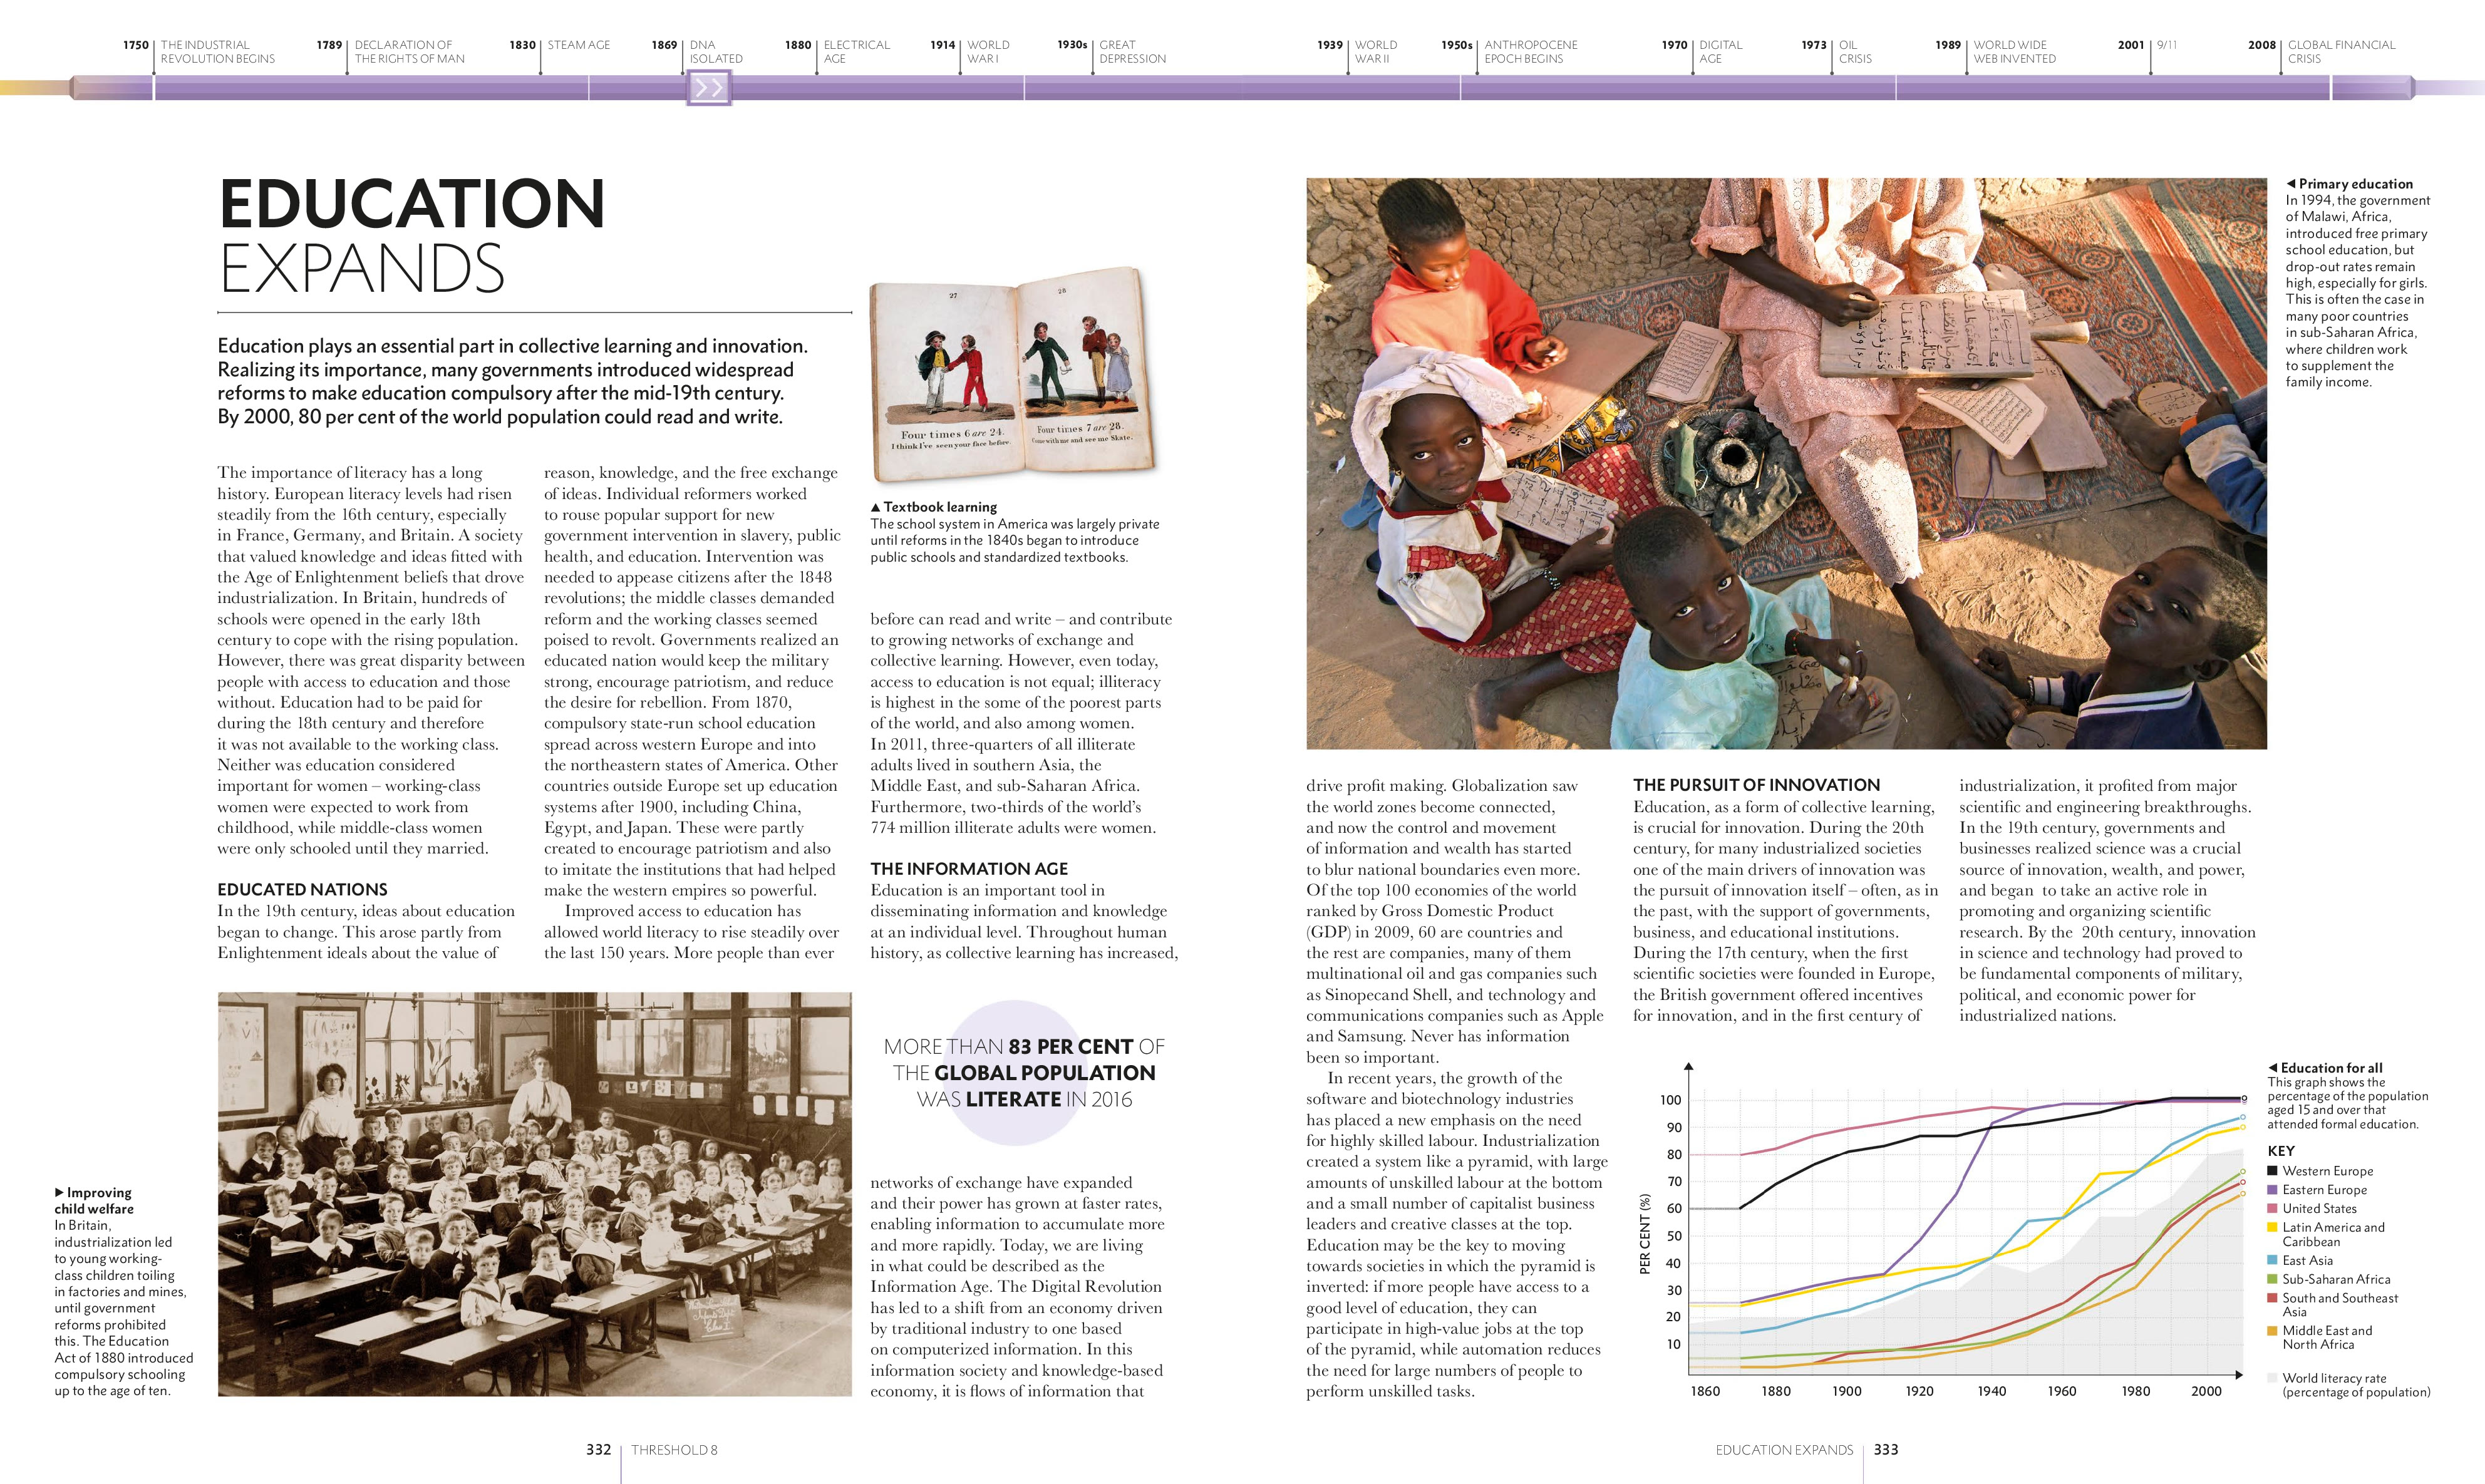 1750 THE INDUSTRIAL
REVOLUTION BEGINS
1789 DECLARATION OF
THE RIGHTS OF MAN
1830 STEAM AGE
1869 DNA
ISOLATED
1880 ELECTRICAL
AGE
1914 WORLD
WAR I
1930s GREAT
DEPRESSION
1939 WORLD
WAR II
1950s ANTHROPOCENE
EPOCH BEGINS
1970 DIGITAL
AGE
1973 OIL
CRISIS
1989 WORLD WIDE
WEB INVENTED
2001 9/11
2008 GLOBAL FINANCIAL
CRISIS
EDUCATION
EXPANDS
Education plays an essential part in collective learning and innovation.
Realizing its importance, many governments introduced widespread
reforms to make education compulsory after the mid-19th century.
By 2000, 80 per cent of the world population could read and write.
The importance of literacy has a long
history. European literacy levels had risen
steadily from the 16th century, especially
in France, Germany, and Britain. A society
that valued knowledge and ideas fitted with
the Age of Enlightenment beliefs that drove
industrialization. In Britain, hundreds of
schools were opened in the early 18th
century to cope with the rising population.
However, there was great disparity between
people with access to education and those
without. Education had to be paid for
during the 18th century and therefore
it was not available to the working class.
Neither was education considered
important for women – working-class
women were expected to work from
childhood, while middle-class women
were only schooled until they married.
EDUCATED NATIONS
In the 19th century, ideas about education
began to change. This arose partly from
Enlightenment ideals about the value of
reason, knowledge, and the free exchange
of ideas. Individual reformers worked
to rouse popular support for new
government intervention in slavery, public
health, and education. Intervention was
needed to appease citizens after the 1848
revolutions; the middle classes demanded
reform and the working classes seemed
poised to revolt. Governments realized an
educated nation would keep the military
strong, encourage patriotism, and reduce
the desire for rebellion. From 1870,
compulsory state-run school education
spread across western Europe and into
the northeastern states of America. Other
countries outside Europe set up education
systems after 1900, including China,
Egypt, and Japan. These were partly
created to encourage patriotism and also
to imitate the institutions that had helped
make the western empires so powerful.
Improved access to education has
allowed world literacy to rise steadily over
the last 150 years. More people than ever
27
28
Four times 6 are 24.
I think I've seen your face before.
Four times 7 are 28.
Come with me and see me Skate.
▲ Textbook learning
The school system in America was largely private
until reforms in the 1840s began to introduce
public schools and standardized textbooks.
before can read and write – and contribute
to growing networks of exchange and
collective learning. However, even today,
access to education is not equal; illiteracy
is highest in the some of the poorest parts
of the world, and also among women.
In 2011, three-quarters of all illiterate
adults lived in southern Asia, the
Middle East, and sub-Saharan Africa.
Furthermore, two-thirds of the world's
774 million illiterate adults were women.
THE INFORMATION AGE
Education is an important tool in
disseminating information and knowledge
at an individual level. Throughout human
history, as collective learning has increased,
MORE THAN 83 PER CENT OF
THE GLOBAL POPULATION
WAS LITERATE IN 2016
networks of exchange have expanded
and their power has grown at faster rates,
enabling information to accumulate more
and more rapidly. Today, we are living
in what could be described as the
Information Age. The Digital Revolution
has led to a shift from an economy driven
by traditional industry to one based
on computerized information. In this
information society and knowledge-based
economy, it is flows of information that
▶ Improving
child welfare
In Britain,
industrialization led
to young working-
class children toiling
in factories and mines,
until government
reforms prohibited
this. The Education
Act of 1880 introduced
compulsory schooling
up to the age of ten.
332 THRESHOLD 8
◀ Primary education
In 1994, the government
of Malawi, Africa,
introduced free primary
school education, but
drop-out rates remain
high, especially for girls.
This is often the case in
many poor countries
in sub-Saharan Africa,
where children work
to supplement the
family income.
drive profit making. Globalization saw
the world zones become connected,
and now the control and movement
of information and wealth has started
to blur national boundaries even more.
Of the top 100 economies of the world
ranked by Gross Domestic Product
(GDP) in 2009, 60 are countries and
the rest are companies, many of them
multinational oil and gas companies such
as Sinopecand Shell, and technology and
communications companies such as Apple
and Samsung. Never has information
been so important.
In recent years, the growth of the
software and biotechnology industries
has placed a new emphasis on the need
for highly skilled labour. Industrialization
created a system like a pyramid, with large
amounts of unskilled labour at the bottom
and a small number of capitalist business
leaders and creative classes at the top.
Education may be the key to moving
towards societies in which the pyramid is
inverted: if more people have access to a
good level of education, they can
participate in high-value jobs at the top
of the pyramid, while automation reduces
the need for large numbers of people to
perform unskilled tasks.
THE PURSUIT OF INNOVATION
Education, as a form of collective learning,
is crucial for innovation. During the 20th
century, for many industrialized societies
one of the main drivers of innovation was
the pursuit of innovation itself – often, as in
the past, with the support of governments,
business, and educational institutions.
During the 17th century, when the first
scientific societies were founded in Europe,
the British government offered incentives
for innovation, and in the first century of
industrialization, it profited from major
scientific and engineering breakthroughs.
In the 19th century, governments and
businesses realized science was a crucial
source of innovation, wealth, and power,
and began to take an active role in
promoting and organizing scientific
research. By the 20th century, innovation
in science and technology had proved to
be fundamental components of military,
political, and economic power for
industrialized nations.
PER CENT (%)
100
90
80
70
60
50
40
30
20
10
1860 1880 1900 1920 1940 1960 1980 2000
◀ Education for all
This graph shows the
percentage of the population
aged 15 and over that
attended formal education.
KEY
Western Europe
Eastern Europe
United States
Latin America and
Caribbean
East Asia
Sub-Saharan Africa
South and Southeast
Asia
Middle East and
North Africa
World literacy rate
(percentage of population)
EDUCATION EXPANDS 333